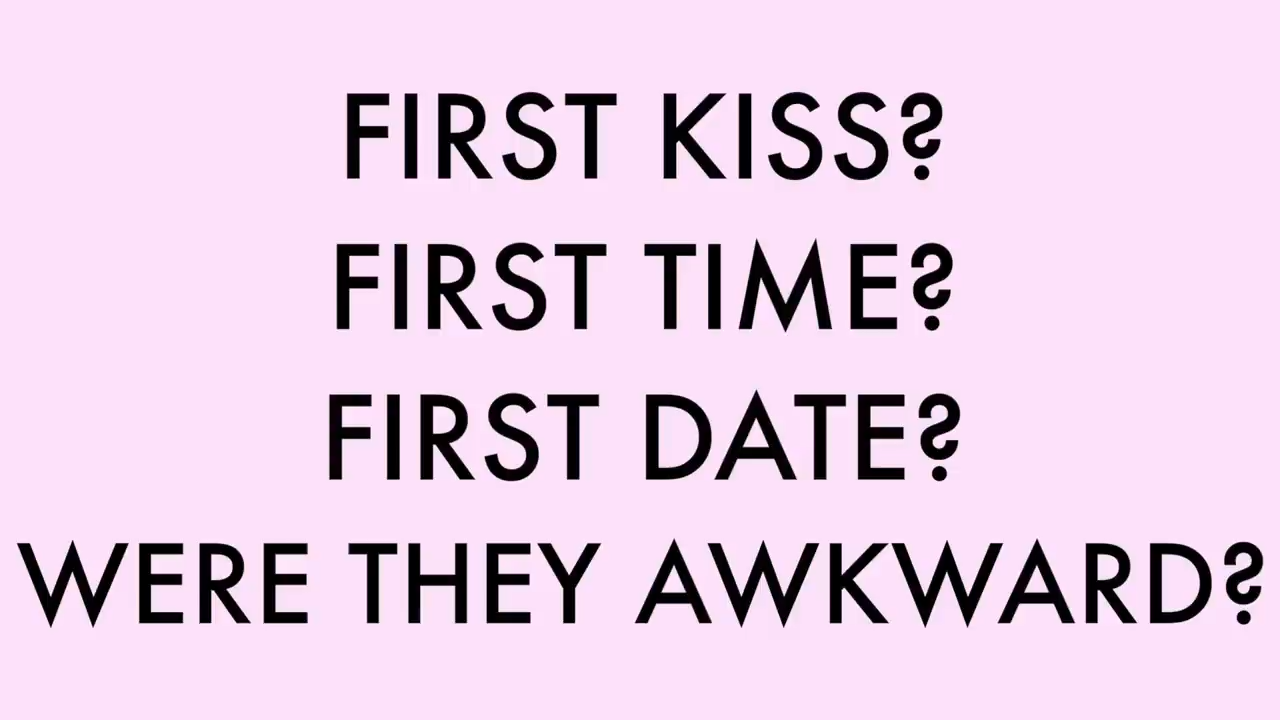 FIRST KISS?
FIRST TIME?
FIRST DATE?
WERE THEY AWKWARD?